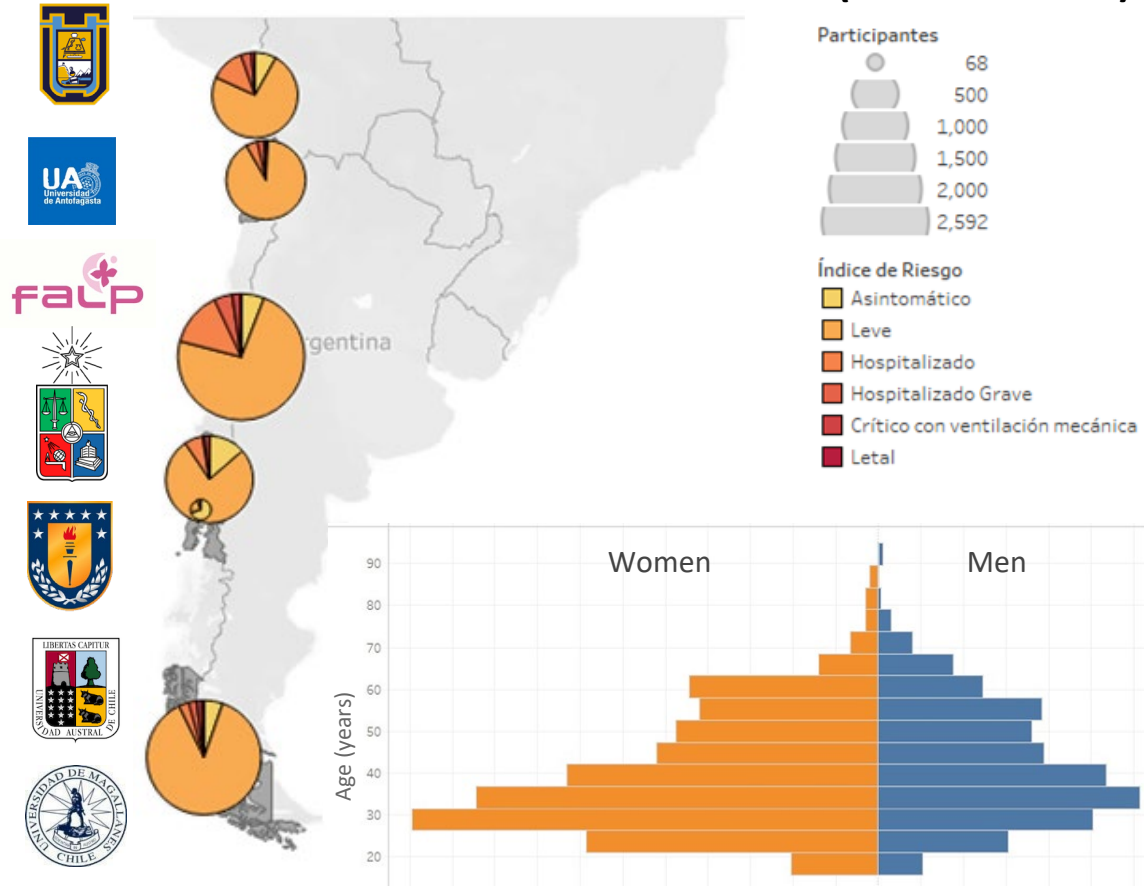 Participantes
68
500
1,000
1,500
2,000
2,592
Índice de Riesgo
Asintomático
Leve
Hospitalizado
Hospitalizado Grave
Crítico con ventilación mecánica
Letal
UA
Universidad
de Antofagasta
falp
LIBERTAS CAPITUR
UNIVERSIDAD AUSTRAL DE CHILE
UNIVERSIDAD DE MAGALLANES
CHILE
rgentina
Women
Men
Age (years)
90
80
70
60
50
40
30
20